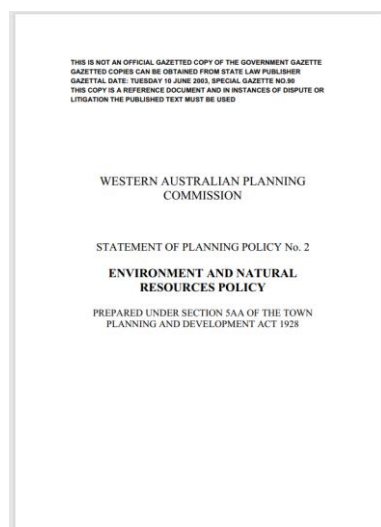 THIS IS NOT AN OFFICIAL GAZETTED COPY OF THE GOVERNMENT GAZETTE
GAZETTED COPIES CAN BE OBTAINED FROM STATE LAW PUBLISHER
GAZETTAL DATE: TUESDAY 10 JUNE 2003, SPECIAL GAZETTE NO.90
THIS COPY IS A REFERENCE DOCUMENT AND IN INSTANCES OF DISPUTE OR
LITIGATION THE PUBLISHED TEXT MUST BE USED
WESTERN AUSTRALIAN PLANNING
COMMISSION
STATEMENT OF PLANNING POLICY No. 2
ENVIRONMENT AND NATURAL
RESOURCES POLICY
PREPARED UNDER SECTION 5AA OF THE TOWN
PLANNING AND DEVELOPMENT ACT 1928